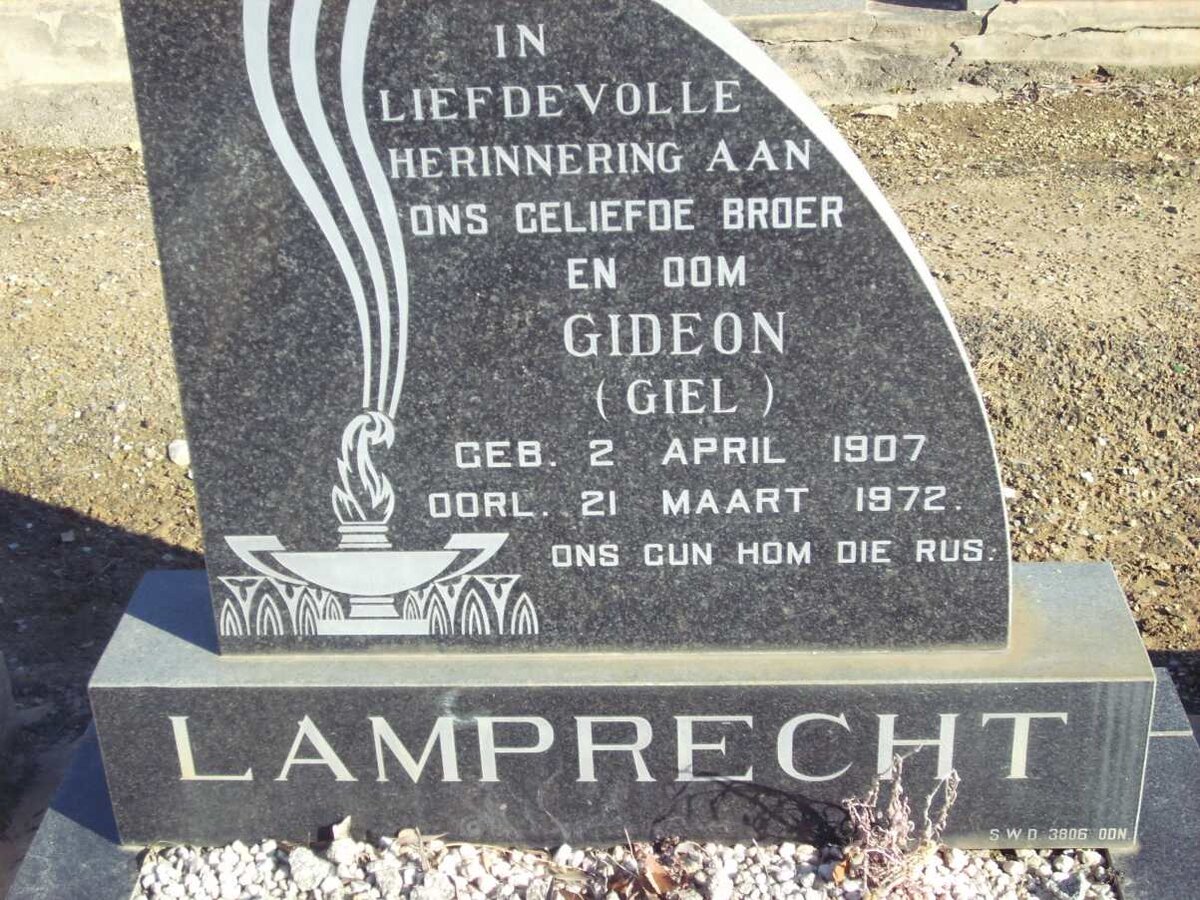 IN
LIEFDEVOLLE
HERINNERING AAN
ONS GELIEFDE BROER
EN OOM
GIDEON
(GIEL)
GEB. 2 APRIL 1907
OORL. 21 MAART 1972.
ONS GUN HOM DIE RUS.
LAMPRECHT
S W D 3806 ODN